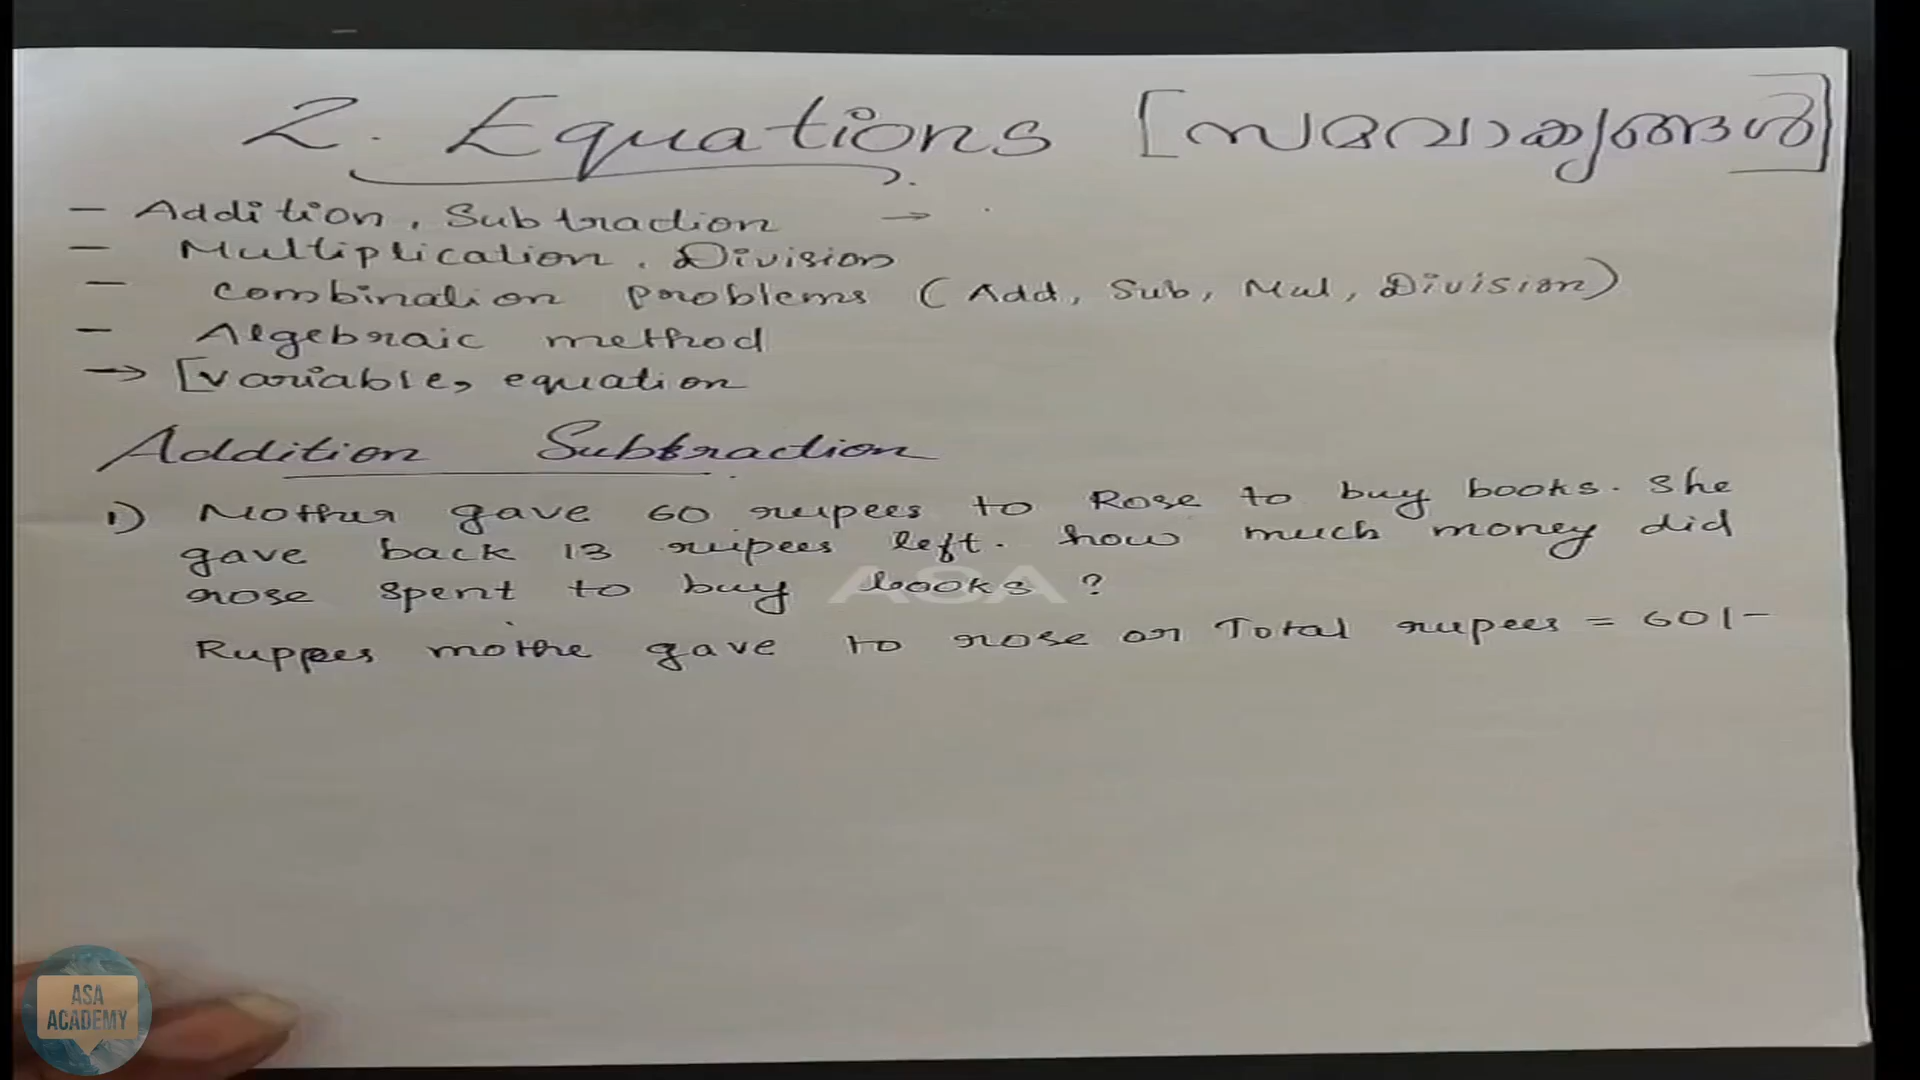 2. Equations [സമവാക്യങ്ങൾ]
- Addition, Subtraction →
- Multiplication, Division
- Combination problems (Add, Sub, Mul, Division)
- Algebraic method
→ [variable, equation
Addition Subtraction
1) Mother gave 60 rupees to Rose to buy books. She
gave back 13 rupees left. how much money did
rose spent to buy books ?
Ruppes mothe gave to rose or Total rupees = 60/-
ASA
ASA
ACADEMY